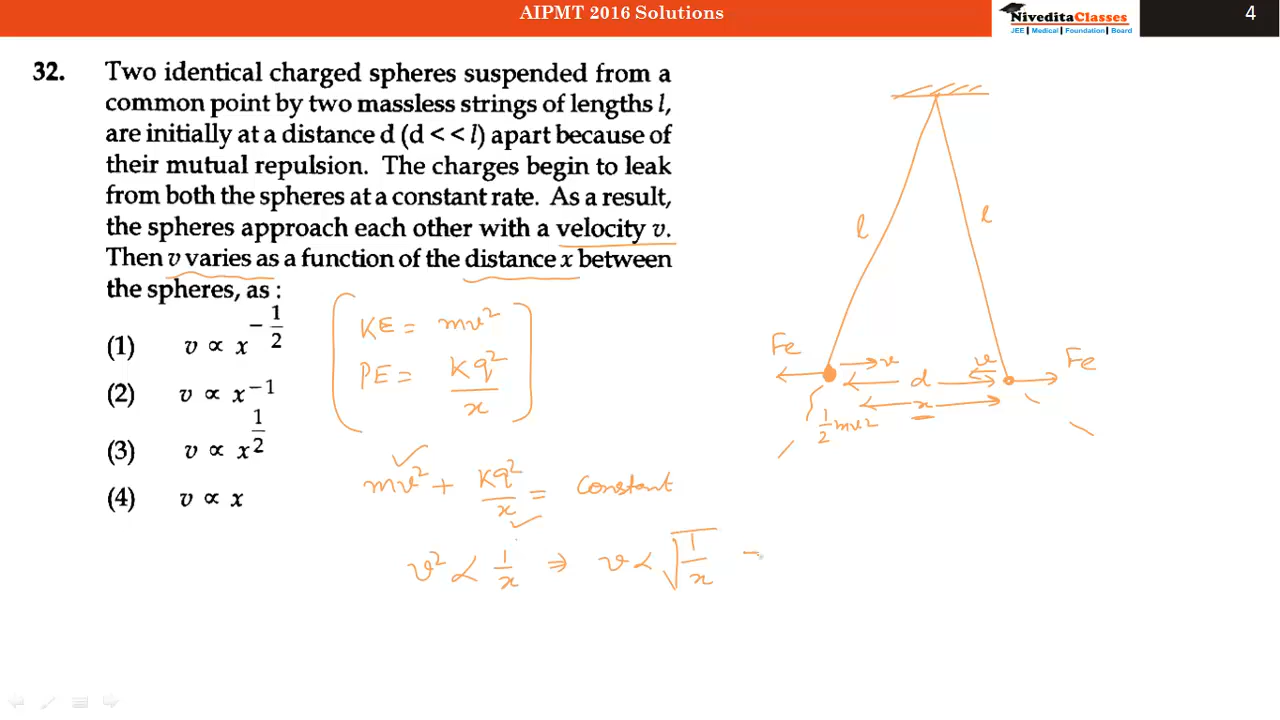 AIPMT 2016 Solutions
NiveditaClasses
JEE | Medical | Foundation | Board
4
32. Two identical charged spheres suspended from a
common point by two massless strings of lengths l,
are initially at a distance d (d < < l) apart because of
their mutual repulsion. The charges begin to leak
from both the spheres at a constant rate. As a result,
the spheres approach each other with a velocity v.
Then v varies as a function of the distance x between
the spheres, as :
(1) v ∝ x^{-1/2}
(2) v ∝ x^{-1}
(3) v ∝ x^{1/2}
(4) v ∝ x
KE = mv²
PE = Kq²/x
mv² + Kq²/x = Constant
v² ∝ 1/x ⇒ v ∝ √(1/x)
l
l
Fe
v
v
Fe
d
x
1/2 mv²